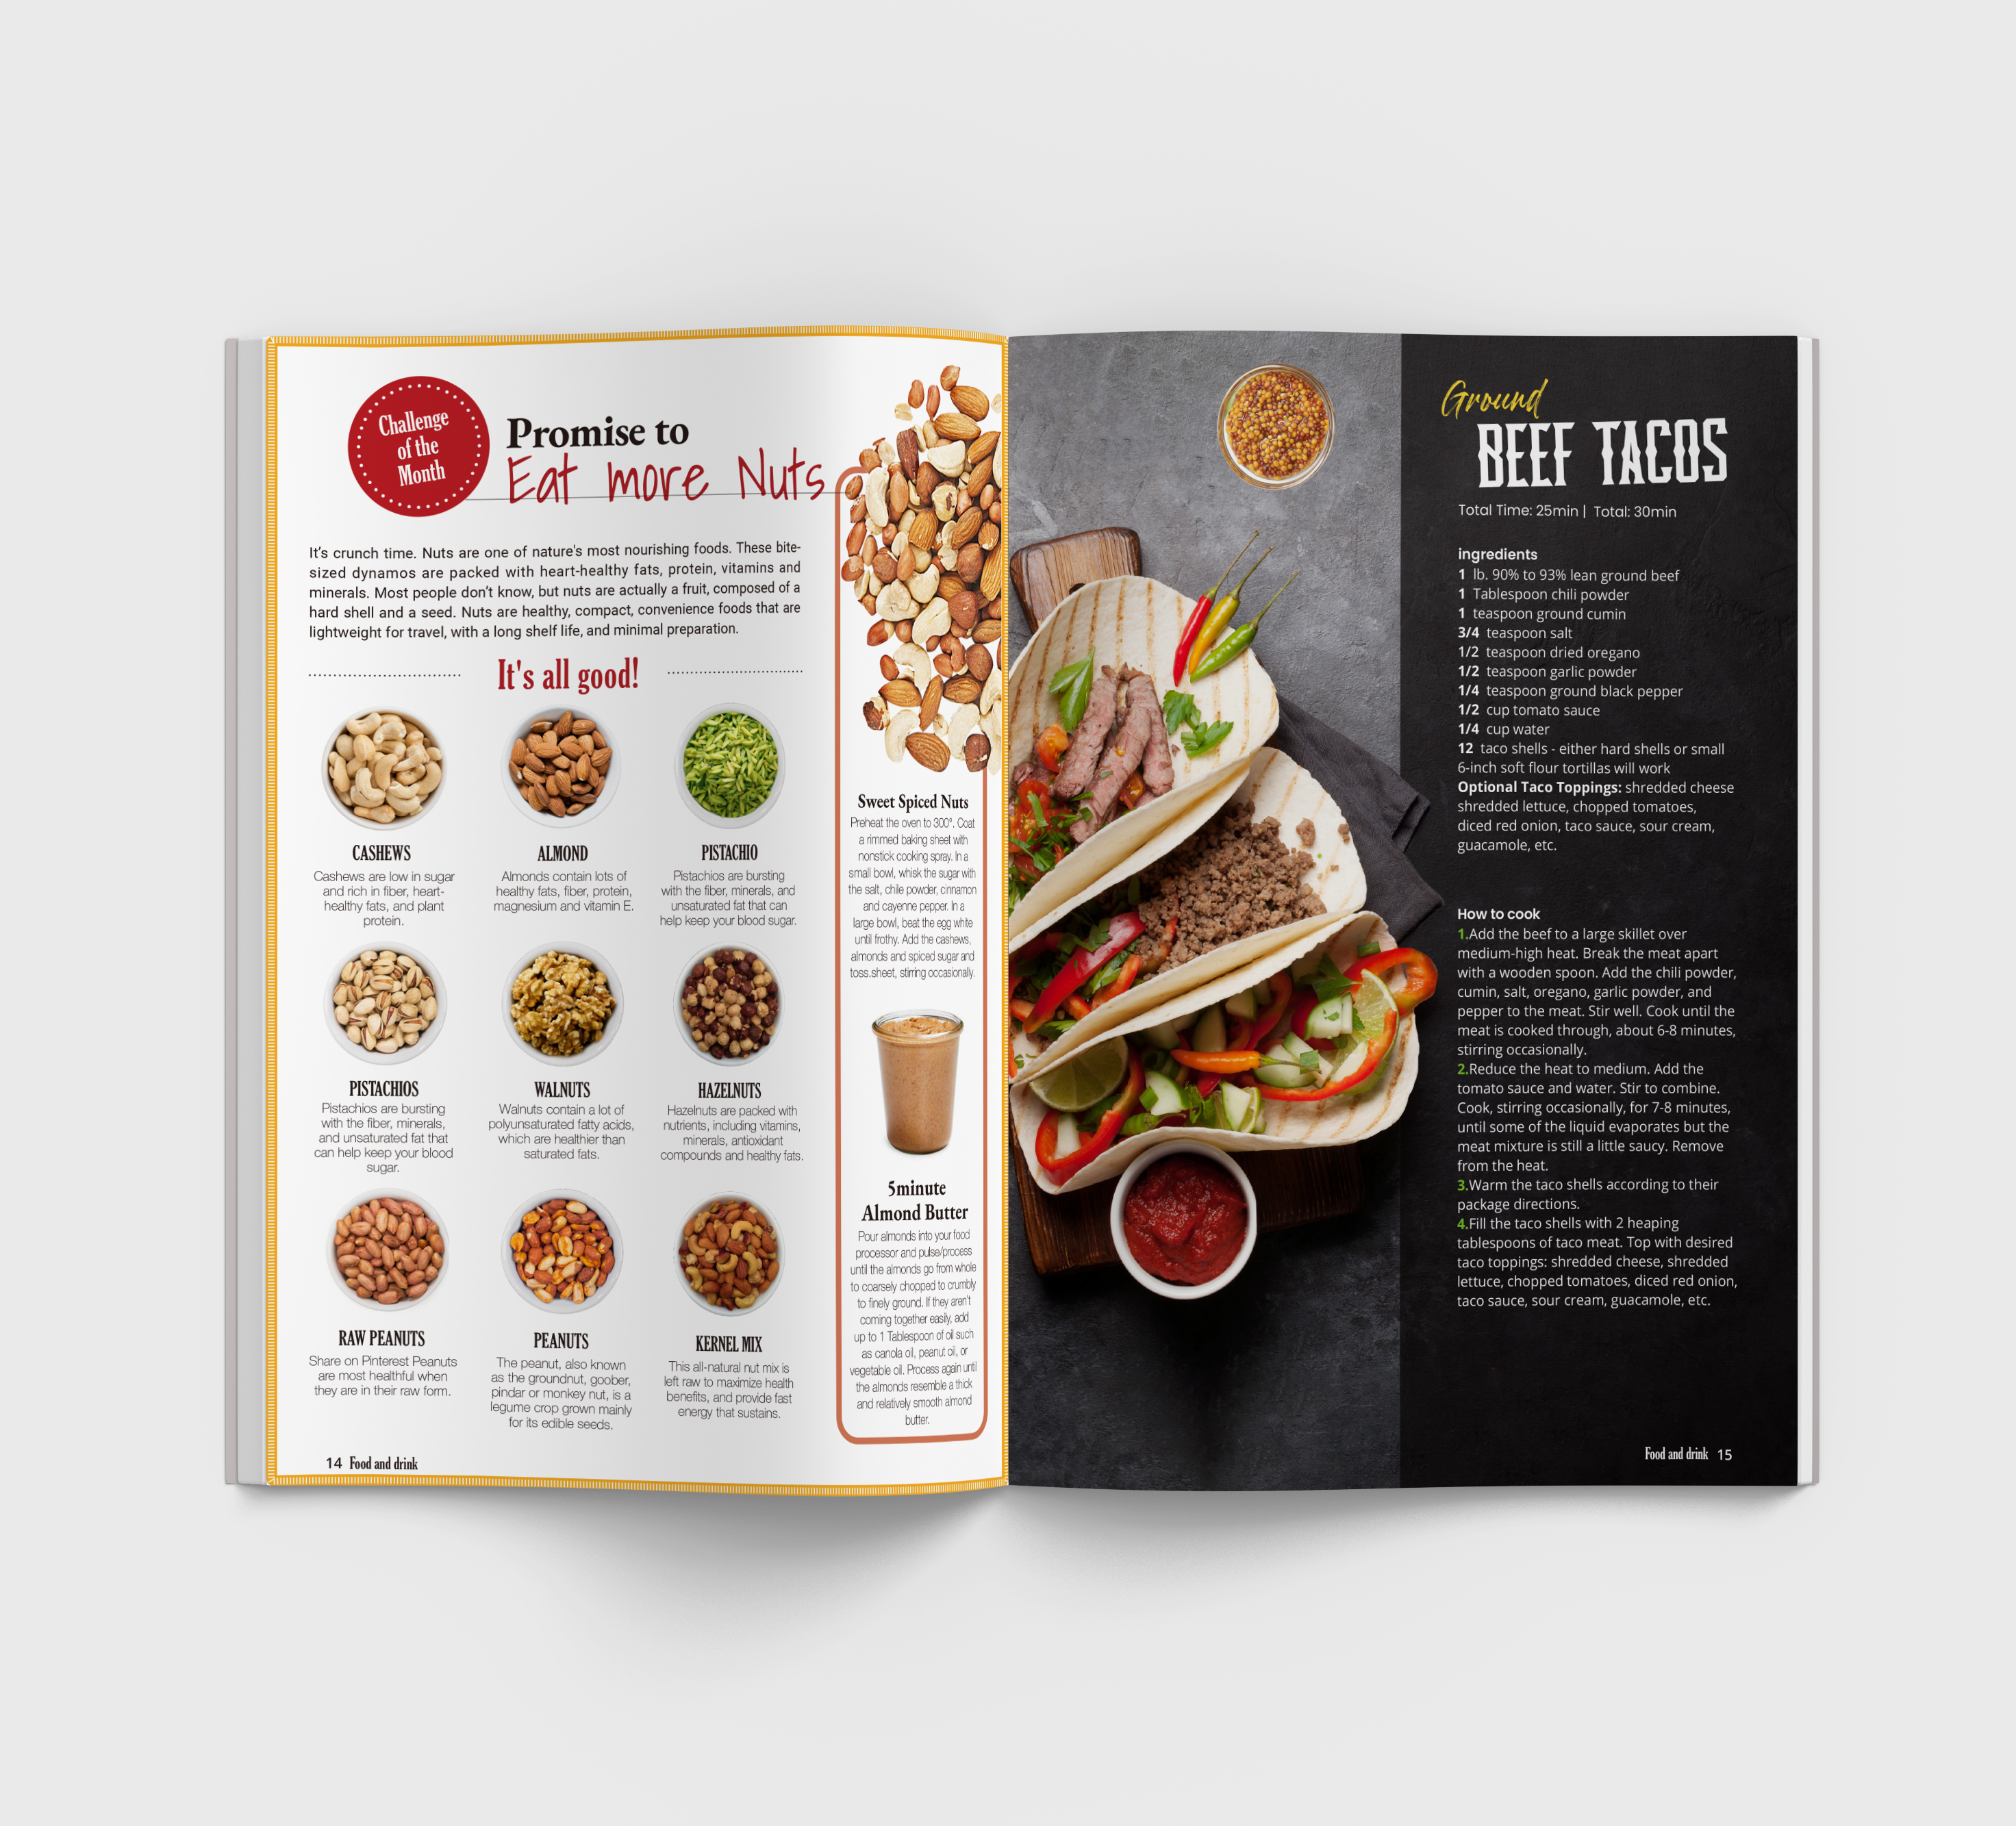 Challenge
of the
Month
Promise to
Eat more Nuts
It's crunch time. Nuts are one of nature's most nourishing foods. These bite-
sized dynamos are packed with heart-healthy fats, protein, vitamins and
minerals. Most people don't know, but nuts are actually a fruit, composed of a
hard shell and a seed. Nuts are healthy, compact, convenience foods that are
lightweight for travel, with a long shelf life, and minimal preparation.
It's all good!
CASHEWS
Cashews are low in sugar
and rich in fiber, heart-
healthy fats, and plant
protein.
ALMOND
Almonds contain lots of
healthy fats, fiber, protein,
magnesium and vitamin E.
PISTACHIO
Pistachios are bursting
with the fiber, minerals, and
unsaturated fat that can
help keep your blood sugar.
PISTACHIOS
Pistachios are bursting
with the fiber, minerals,
and unsaturated fat that
can help keep your blood
sugar.
WALNUTS
Walnuts contain a lot of
polyunsaturated fatty acids,
which are healthier than
saturated fats.
HAZELNUTS
Hazelnuts are packed with
nutrients, including vitamins,
minerals, antioxidant
compounds and healthy fats.
RAW PEANUTS
Share on Pinterest Peanuts
are most healthful when
they are in their raw form.
PEANUTS
The peanut, also known
as the groundnut, goober,
pindar or monkey nut, is a
legume crop grown mainly
for its edible seeds.
KERNEL MIX
This all-natural nut mix is
left raw to maximize health
benefits, and provide fast
energy that sustains.
Sweet Spiced Nuts
Preheat the oven to 300°. Coat
a rimmed baking sheet with
nonstick cooking spray. In a
small bowl, whisk the sugar with
the salt, chile powder, cinnamon
and cayenne pepper. In a
large bowl, beat the egg white
until frothy. Add the cashews,
almonds and spiced sugar and
toss.sheet, stirring occasionally.
5minute
Almond Butter
Pour almonds into your food
processor and pulse/process
until the almonds go from whole
to coarsely chopped to crumbly
to finely ground. If they aren't
coming together easily, add
up to 1 Tablespoon of oil such
as canola oil, peanut oil, or
vegetable oil. Process again until
the almonds resemble a thick
and relatively smooth almond
butter.
14 Food and drink
Ground
BEEF TACOS
Total Time: 25min | Total: 30min
ingredients
1 lb. 90% to 93% lean ground beef
1 Tablespoon chili powder
1 teaspoon ground cumin
3/4 teaspoon salt
1/2 teaspoon dried oregano
1/2 teaspoon garlic powder
1/4 teaspoon ground black pepper
1/2 cup tomato sauce
1/4 cup water
12 taco shells - either hard shells or small
6-inch soft flour tortillas will work
Optional Taco Toppings: shredded cheese
shredded lettuce, chopped tomatoes,
diced red onion, taco sauce, sour cream,
guacamole, etc.
How to cook
1.Add the beef to a large skillet over
medium-high heat. Break the meat apart
with a wooden spoon. Add the chili powder,
cumin, salt, oregano, garlic powder, and
pepper to the meat. Stir well. Cook until the
meat is cooked through, about 6-8 minutes,
stirring occasionally.
2.Reduce the heat to medium. Add the
tomato sauce and water. Stir to combine.
Cook, stirring occasionally, for 7-8 minutes,
until some of the liquid evaporates but the
meat mixture is still a little saucy. Remove
from the heat.
3.Warm the taco shells according to their
package directions.
4.Fill the taco shells with 2 heaping
tablespoons of taco meat. Top with desired
taco toppings: shredded cheese, shredded
lettuce, chopped tomatoes, diced red onion,
taco sauce, sour cream, guacamole, etc.
Food and drink 15